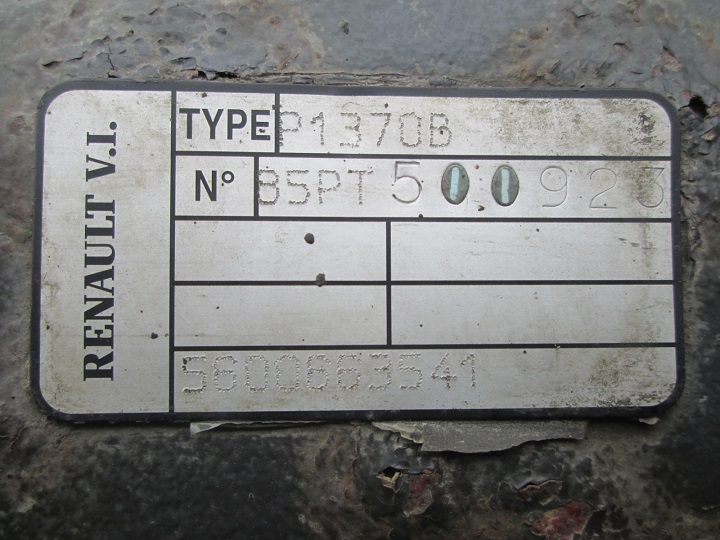 RENAULT V.I.
TYPE P1370B
N° 85PT 500923
5600663541